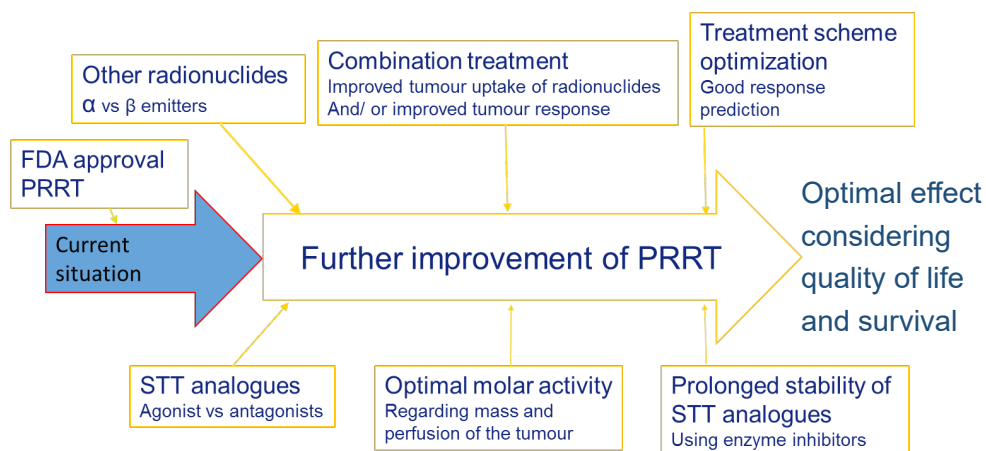 Other radionuclides
α vs β emitters
Combination treatment
Improved tumour uptake of radionuclides
And/ or improved tumour response
Treatment scheme
optimization
Good response
prediction
FDA approval
PRRT
Current
situation
Further improvement of PRRT
Optimal effect
considering
quality of life
and survival
STT analogues
Agonist vs antagonists
Optimal molar activity
Regarding mass and
perfusion of the tumour
Prolonged stability of
STT analogues
Using enzyme inhibitors